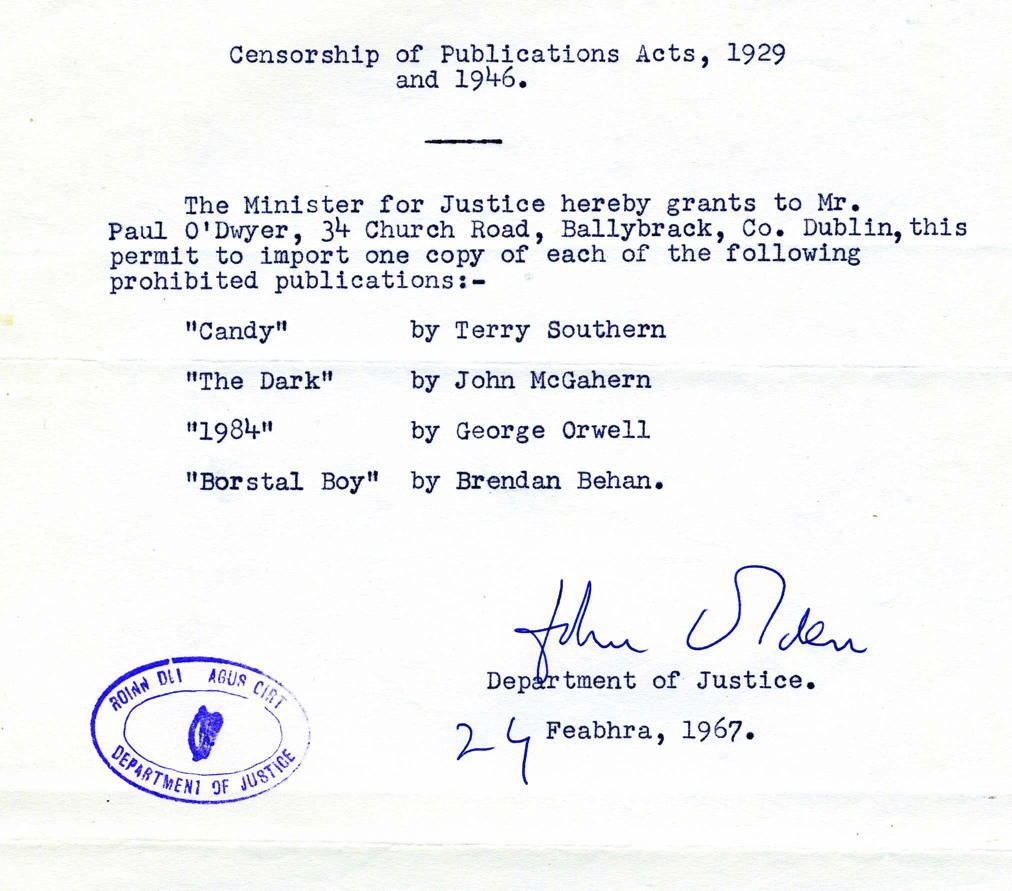 Censorship of Publications Acts, 1929
and 1946.
The Minister for Justice hereby grants to Mr.
Paul O'Dwyer, 34 Church Road, Ballybrack, Co. Dublin, this
permit to import one copy of each of the following
prohibited publications:-
"Candy" by Terry Southern
"The Dark" by John McGahern
"1984" by George Orwell
"Borstal Boy" by Brendan Behan.
John Olden
Department of Justice.
24 Feabhra, 1967.
ROINN DLI AGUS CIRT
DEPARTMENT OF JUSTICE